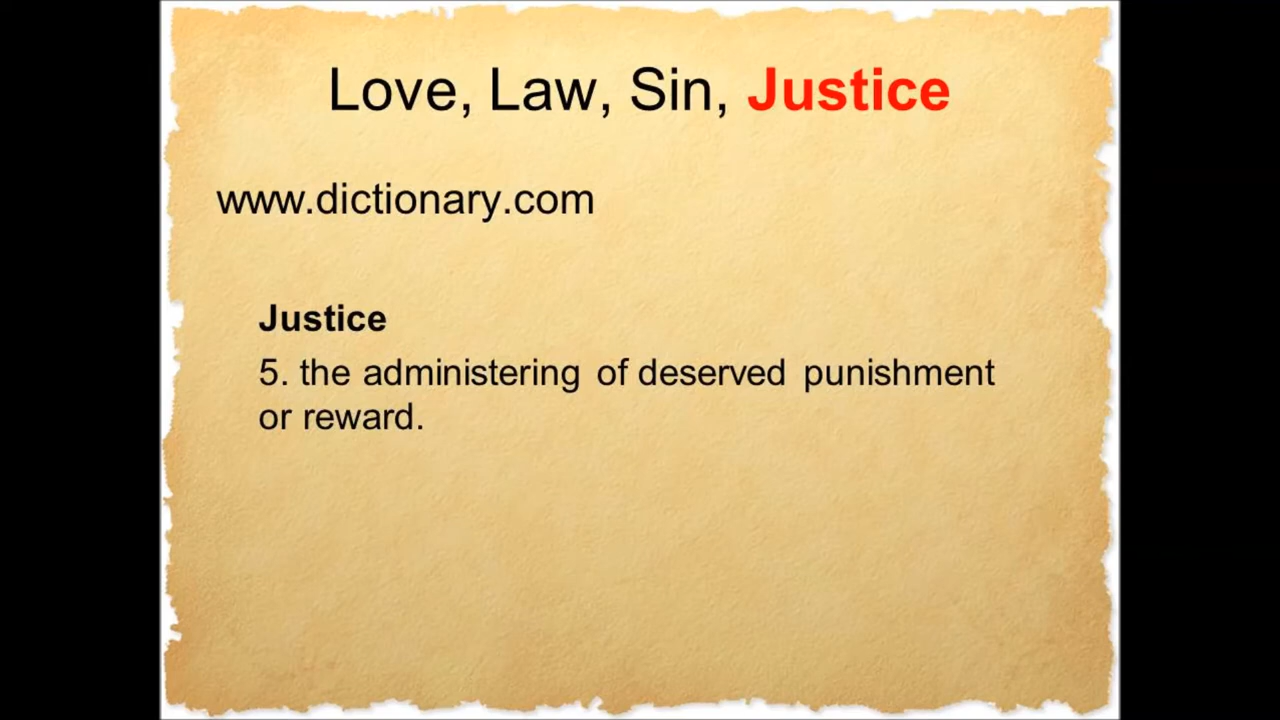 Love, Law, Sin, Justice
www.dictionary.com
Justice
5. the administering of deserved punishment
or reward.